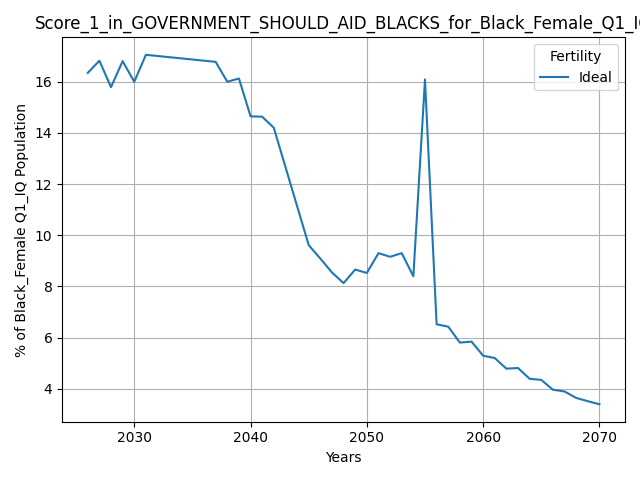 Score_1_in_GOVERNMENT_SHOULD_AID_BLACKS_for_Black_Female_Q1_I
Fertility
Ideal
% of Black_Female Q1_IQ Population
16
14
12
10
8
6
4
2030 2040 2050 2060 2070
Years